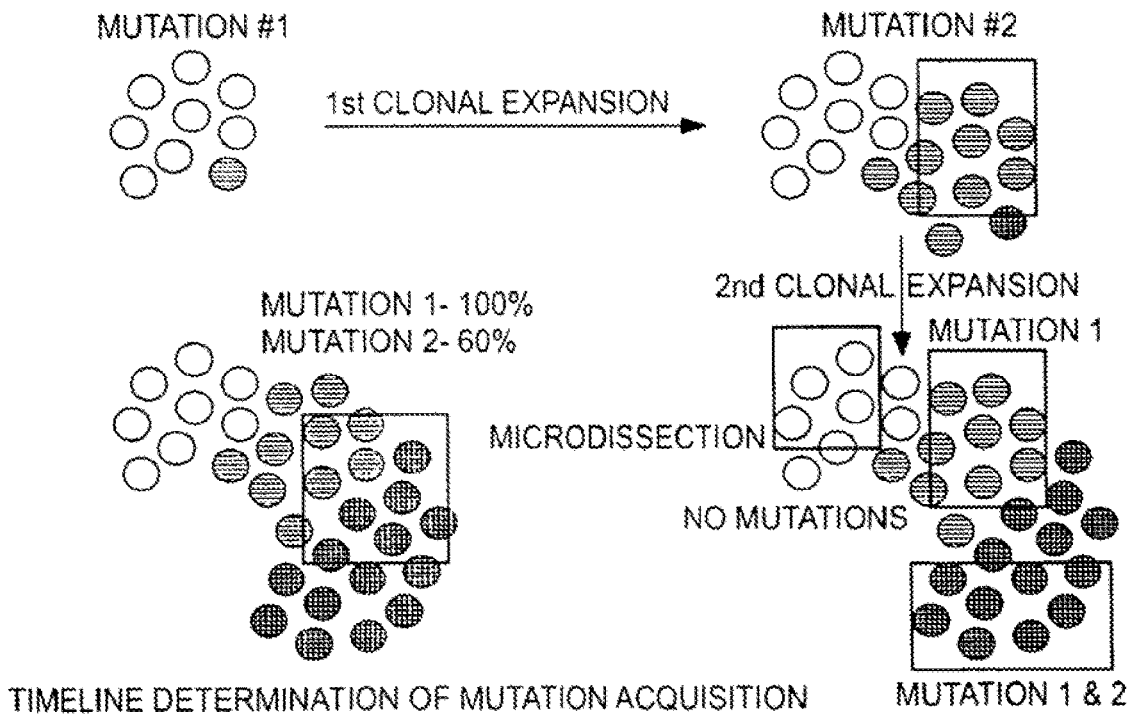 MUTATION #1
MUTATION #2
1st CLONAL EXPANSION
2nd CLONAL EXPANSION
MUTATION 1- 100%
MUTATION 2- 60%
MUTATION 1
MICRODISSECTION
NO MUTATIONS
TIMELINE DETERMINATION OF MUTATION ACQUISITION
MUTATION 1 & 2